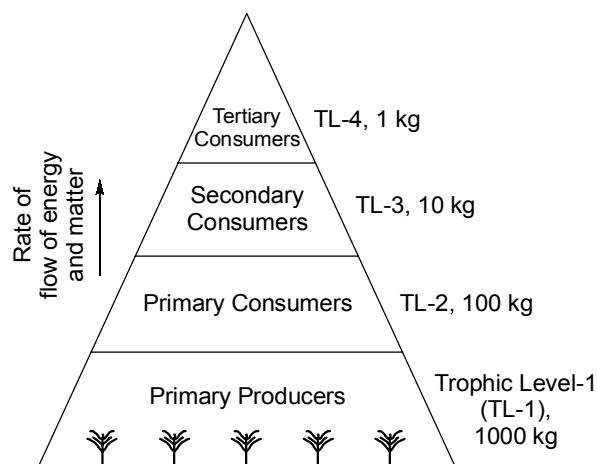 Tertiary
Consumers
TL-4, 1 kg
Secondary
Consumers
TL-3, 10 kg
Rate of
flow of energy
and matter
Primary Consumers
TL-2, 100 kg
Primary Producers
Trophic Level-1
(TL-1),
1000 kg